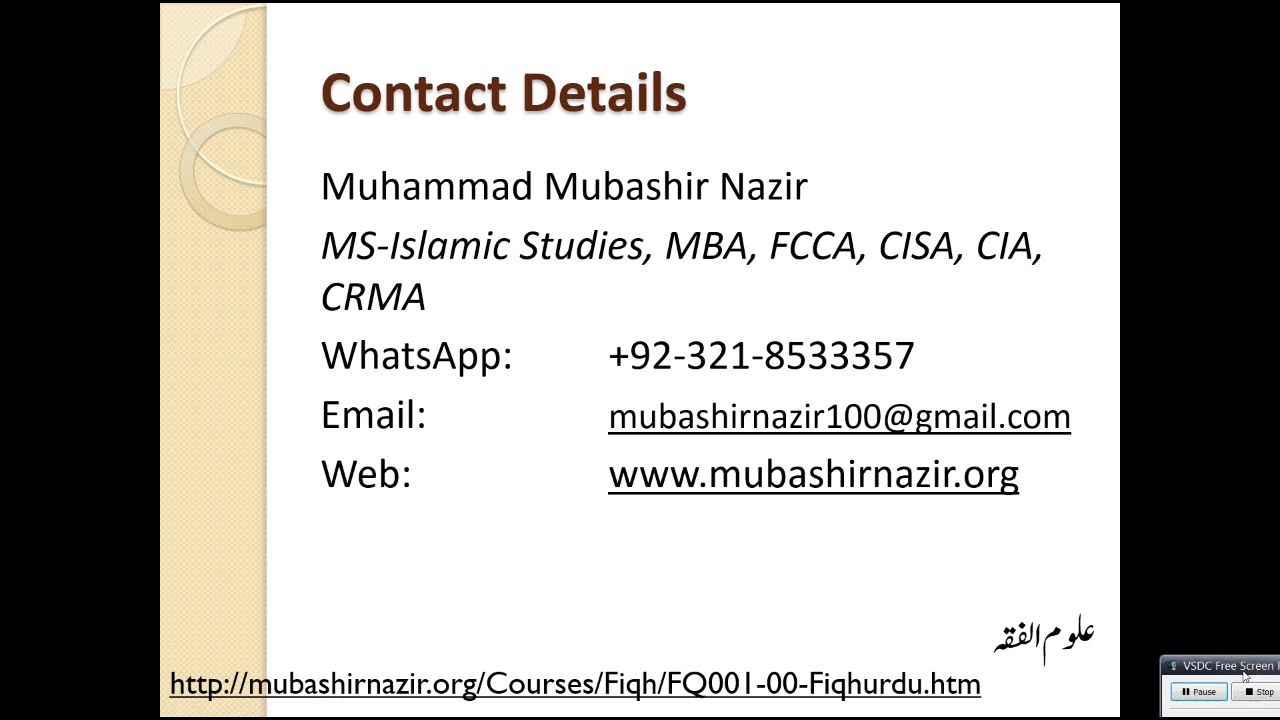 Contact Details
Muhammad Mubashir Nazir
MS-Islamic Studies, MBA, FCCA, CISA, CIA,
CRMA
WhatsApp: +92-321-8533357
Email: mubashirnazir100@gmail.com
Web: www.mubashirnazir.org
علوم الفقہ
http://mubashirnazir.org/Courses/Fiqh/FQ001-00-Fiqhurdu.htm
VSDC Free Screen
Pause Stop